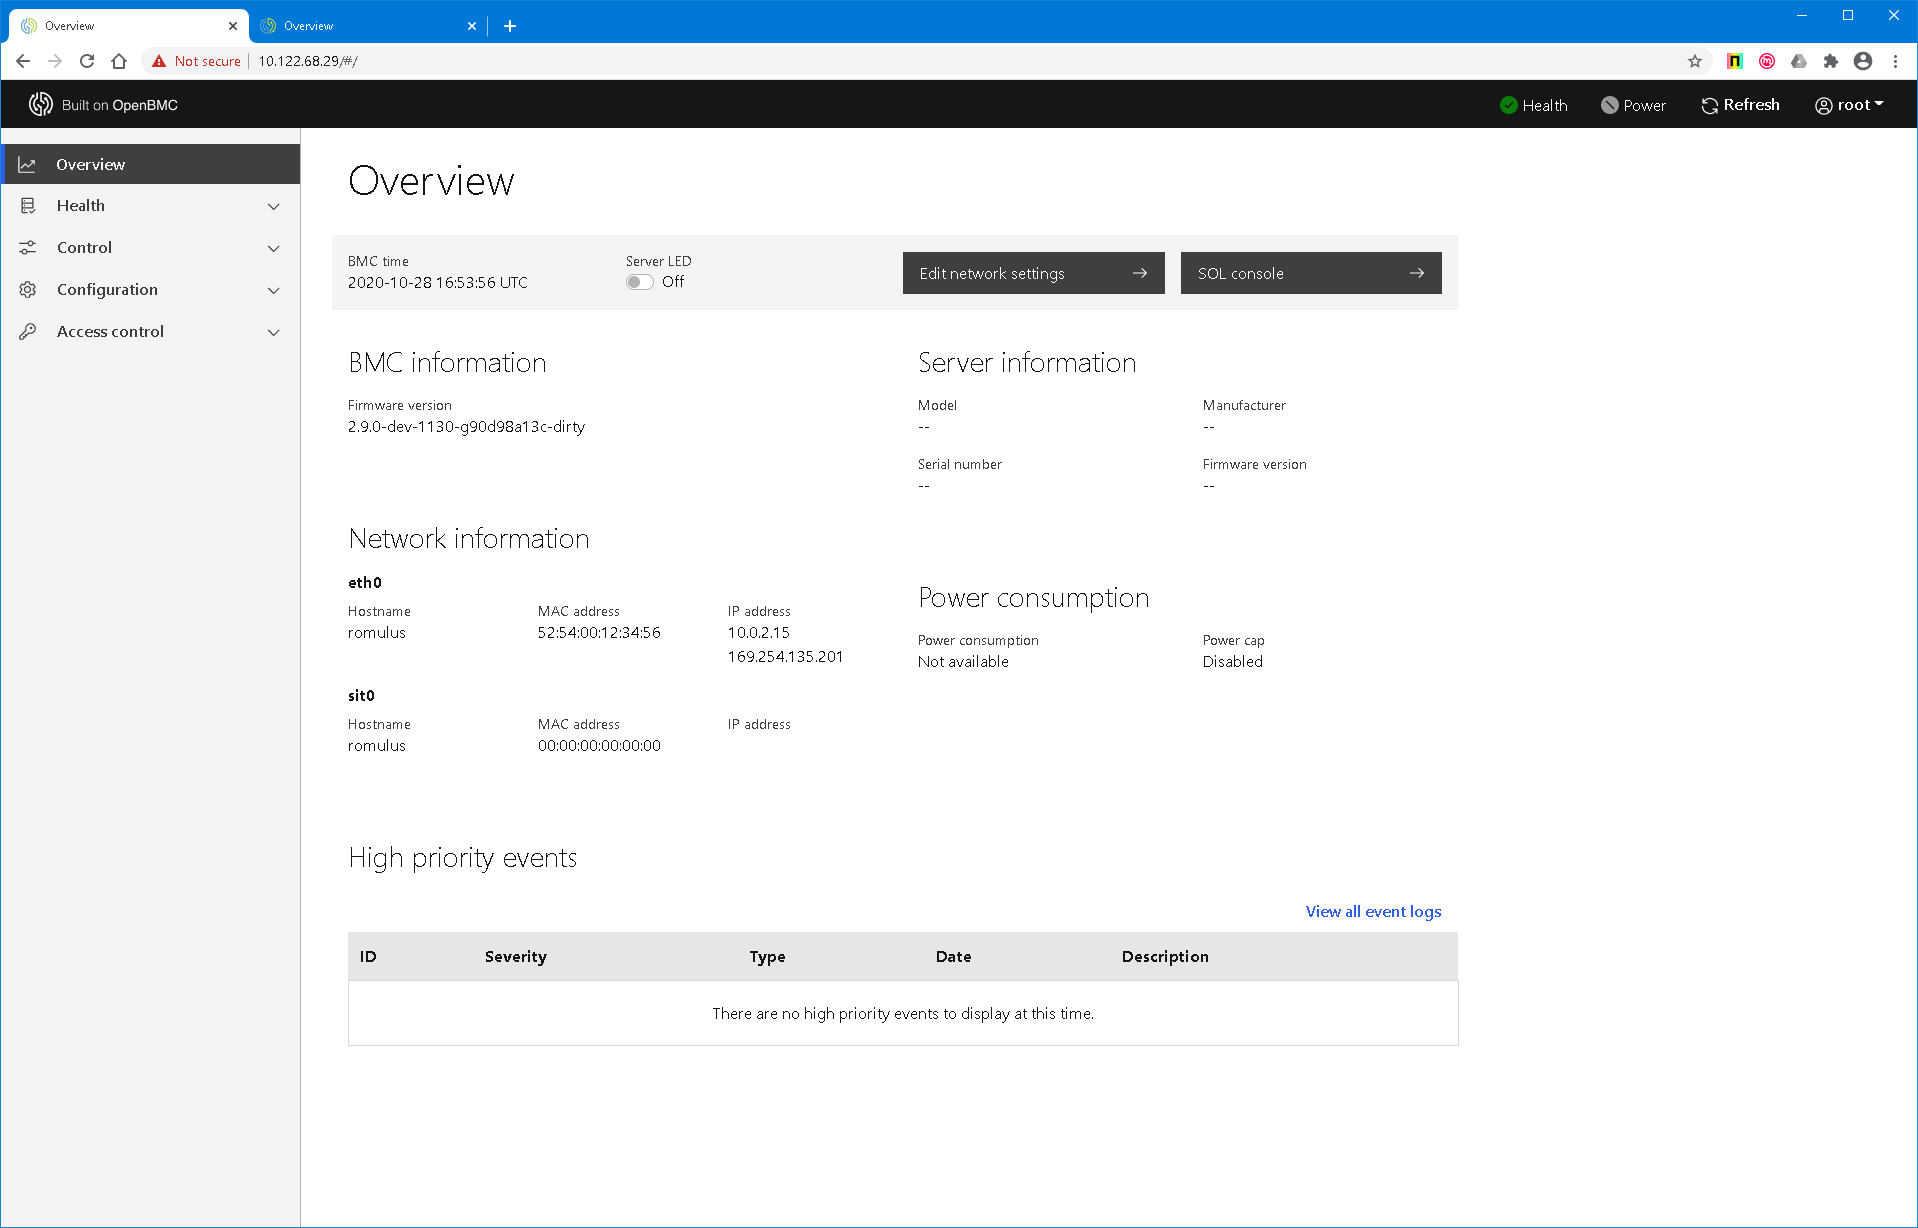 Overview
Overview
Not secure 10.122.68.29/#/
Built on OpenBMC
Health
Power
Refresh
root
Overview
Health
Control
Configuration
Access control
Overview
BMC time
2020-10-28 16:53:56 UTC
Server LED
Off
Edit network settings
SOL console
BMC information
Firmware version
2.9.0-dev-1130-g90d98a13c-dirty
Server information
Model
--
Manufacturer
--
Serial number
--
Firmware version
--
Network information
eth0
Hostname
romulus
MAC address
52:54:00:12:34:56
IP address
10.0.2.15
169.254.135.201
sit0
Hostname
romulus
MAC address
00:00:00:00:00:00
IP address
Power consumption
Power consumption
Not available
Power cap
Disabled
High priority events
View all event logs
ID Severity Type Date Description
There are no high priority events to display at this time.